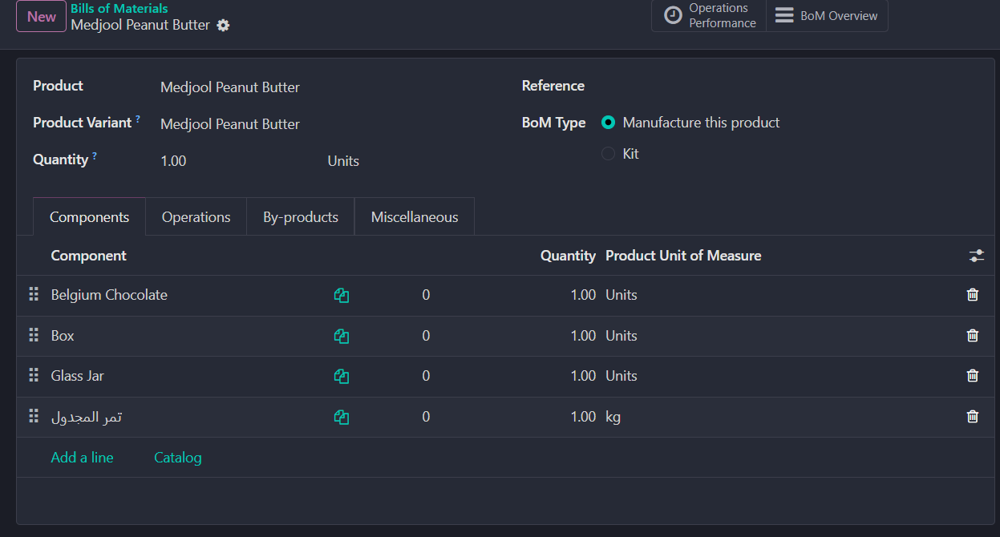 New
Bills of Materials
Medjool Peanut Butter
Operations
Performance
BoM Overview
Product
Medjool Peanut Butter
Reference
Product Variant ?
Medjool Peanut Butter
BoM Type
Manufacture this product
Kit
Quantity ?
1.00
Units
Components
Operations
By-products
Miscellaneous
Component
Quantity
Product Unit of Measure
Belgium Chocolate 0 1.00 Units
Box 0 1.00 Units
Glass Jar 0 1.00 Units
تمر المجدول 0 1.00 kg
Add a line
Catalog